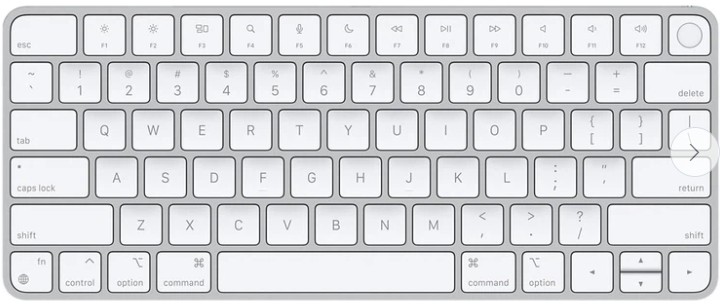 esc F1 F2 F3 F4 F5 F6 F7 F8 F9 F10 F11 F12
~ ! @ # $ % ^ & * ( ) — +
` 1 2 3 4 5 6 7 8 9 0 - = delete
tab Q W E R T Y U I O P { [ } ] |
caps lock A S D F G H J K L : ; " ' return
shift Z X C V B N M < , > . ? / shift
fn control option command command option